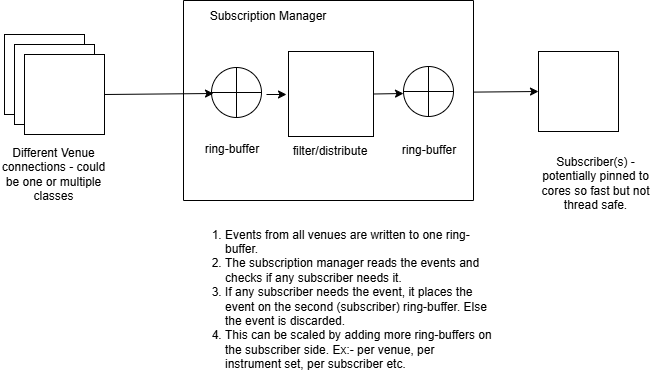 Subscription Manager
ring-buffer
filter/distribute
ring-buffer
Different Venue
connections - could
be one or multiple
classes
Subscriber(s) -
potentially pinned to
cores so fast but not
thread safe.
1. Events from all venues are written to one ring-
buffer.
2. The subscription manager reads the events and
checks if any subscriber needs it.
3. If any subscriber needs the event, it places the
event on the second (subscriber) ring-buffer. Else
the event is discarded.
4. This can be scaled by adding more ring-buffers on
the subscriber side. Ex:- per venue, per
instrument set, per subscriber etc.